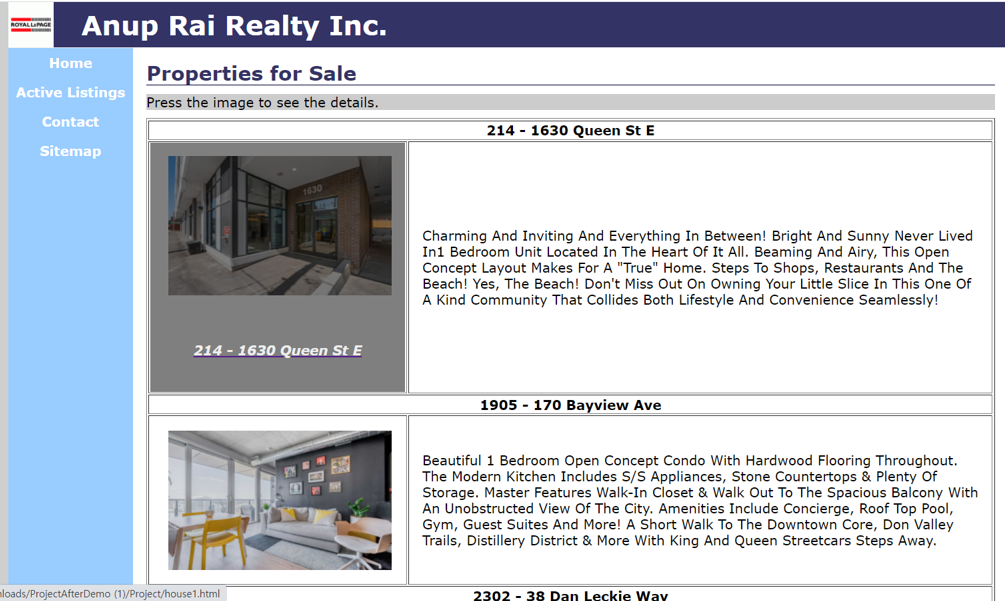 ROYAL LEPAGE
Anup Rai Realty Inc.
Home
Active Listings
Contact
Sitemap
Properties for Sale
Press the image to see the details.
214 - 1630 Queen St E
1630
214 - 1630 Queen St E
Charming And Inviting And Everything In Between! Bright And Sunny Never Lived
In1 Bedroom Unit Located In The Heart Of It All. Beaming And Airy, This Open
Concept Layout Makes For A "True" Home. Steps To Shops, Restaurants And The
Beach! Yes, The Beach! Don't Miss Out On Owning Your Little Slice In This One Of
A Kind Community That Collides Both Lifestyle And Convenience Seamlessly!
1905 - 170 Bayview Ave
Beautiful 1 Bedroom Open Concept Condo With Hardwood Flooring Throughout.
The Modern Kitchen Includes S/S Appliances, Stone Countertops & Plenty Of
Storage. Master Features Walk-In Closet & Walk Out To The Spacious Balcony With
An Unobstructed View Of The City. Amenities Include Concierge, Roof Top Pool,
Gym, Guest Suites And More! A Short Walk To The Downtown Core, Don Valley
Trails, Distillery District & More With King And Queen Streetcars Steps Away.
2302 - 38 Dan Leckie Way
nloads/ProjectAfterDemo (1)/Project/house1.html